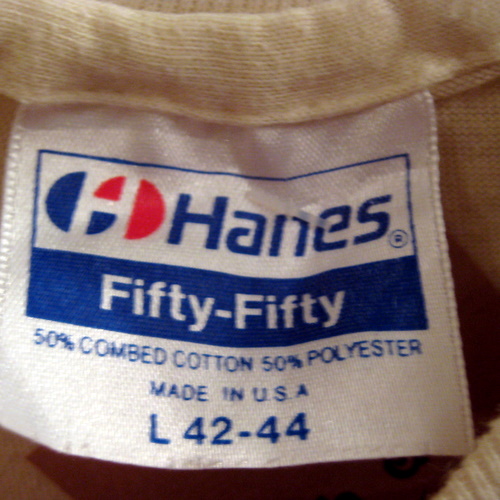 Hanes®
Fifty-Fifty
50% COMBED COTTON 50% POLYESTER
MADE IN U.S.A
L 42-44